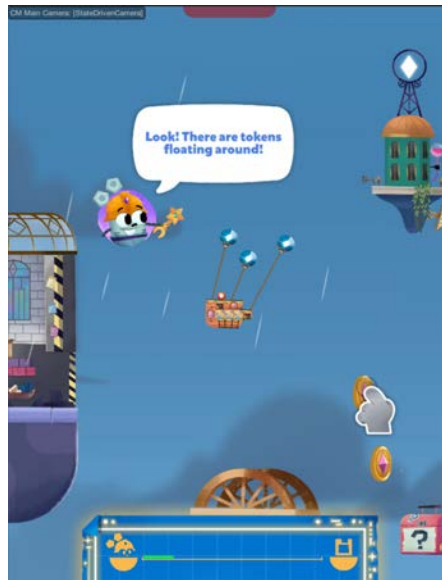 CM Main Camera: [StateDrivenCamera]
Look! There are tokens
floating around!
?